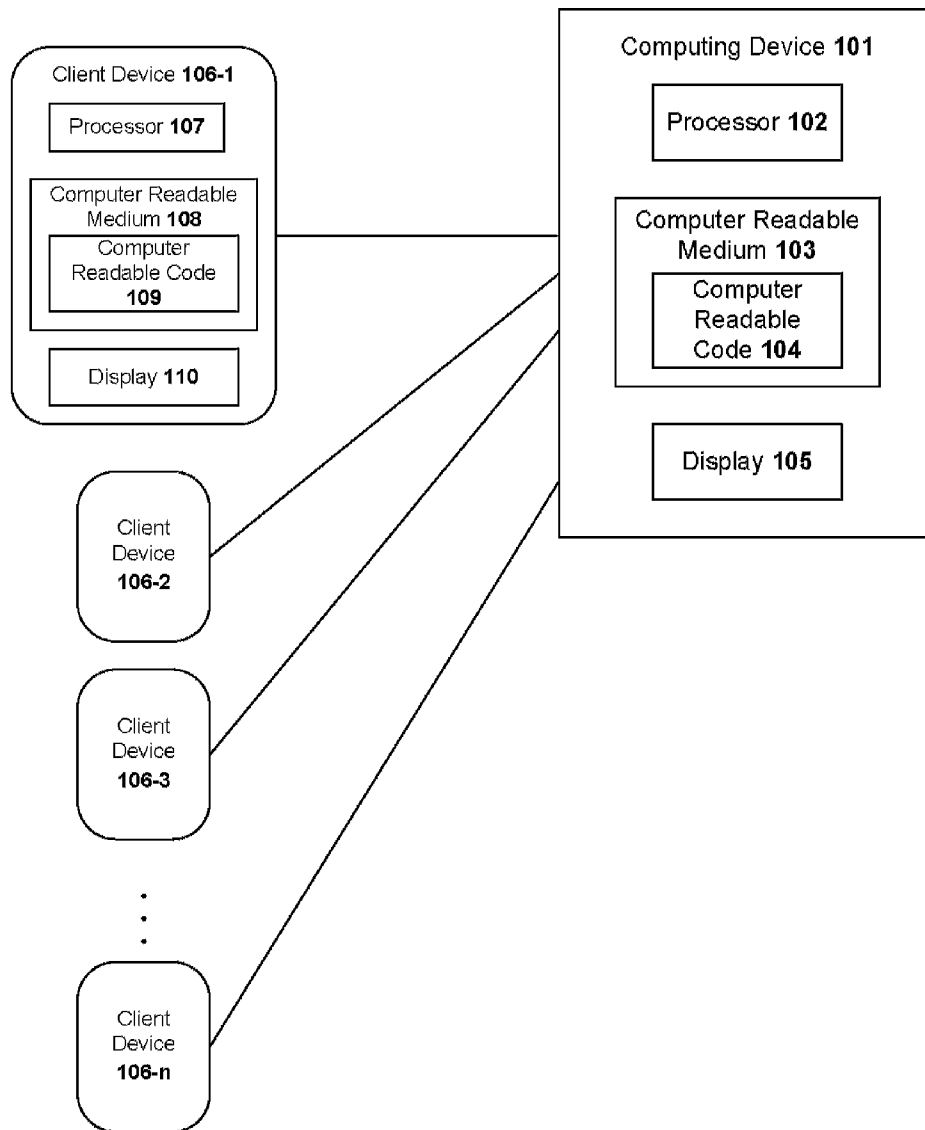 Client Device 106-1
Processor 107
Computer Readable
Medium 108
Computer
Readable Code
109
Display 110
Computing Device 101
Processor 102
Computer Readable
Medium 103
Computer
Readable
Code 104
Display 105
Client
Device
106-2
Client
Device
106-3
Client
Device
106-n